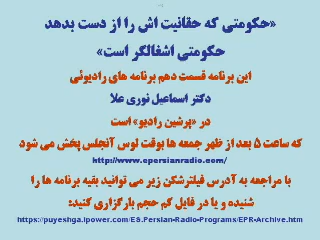 «حکومتی که حقانیت اش را از دست بدهد
حکومتی اشغالگر است»
این برنامه قسمت دهم برنامه های رادیوئی
دکتر اسماعیل نوری علا
در «پرشین رادیو» است
که ساعت ۵ بعد از ظهر جمعه ها بوقت لوس آنجلس پخش می شود
http://www.epersianradio.com/
با مراجعه به آدرس فیلترشکن زیر می توانید بقیه برنامه ها را
شنیده و یا در فایل کم حجم بارگزاری کنید:
https://puyeshga.ipower.com/ES.Persian-Radio-Programs/EPR-Archive.htm